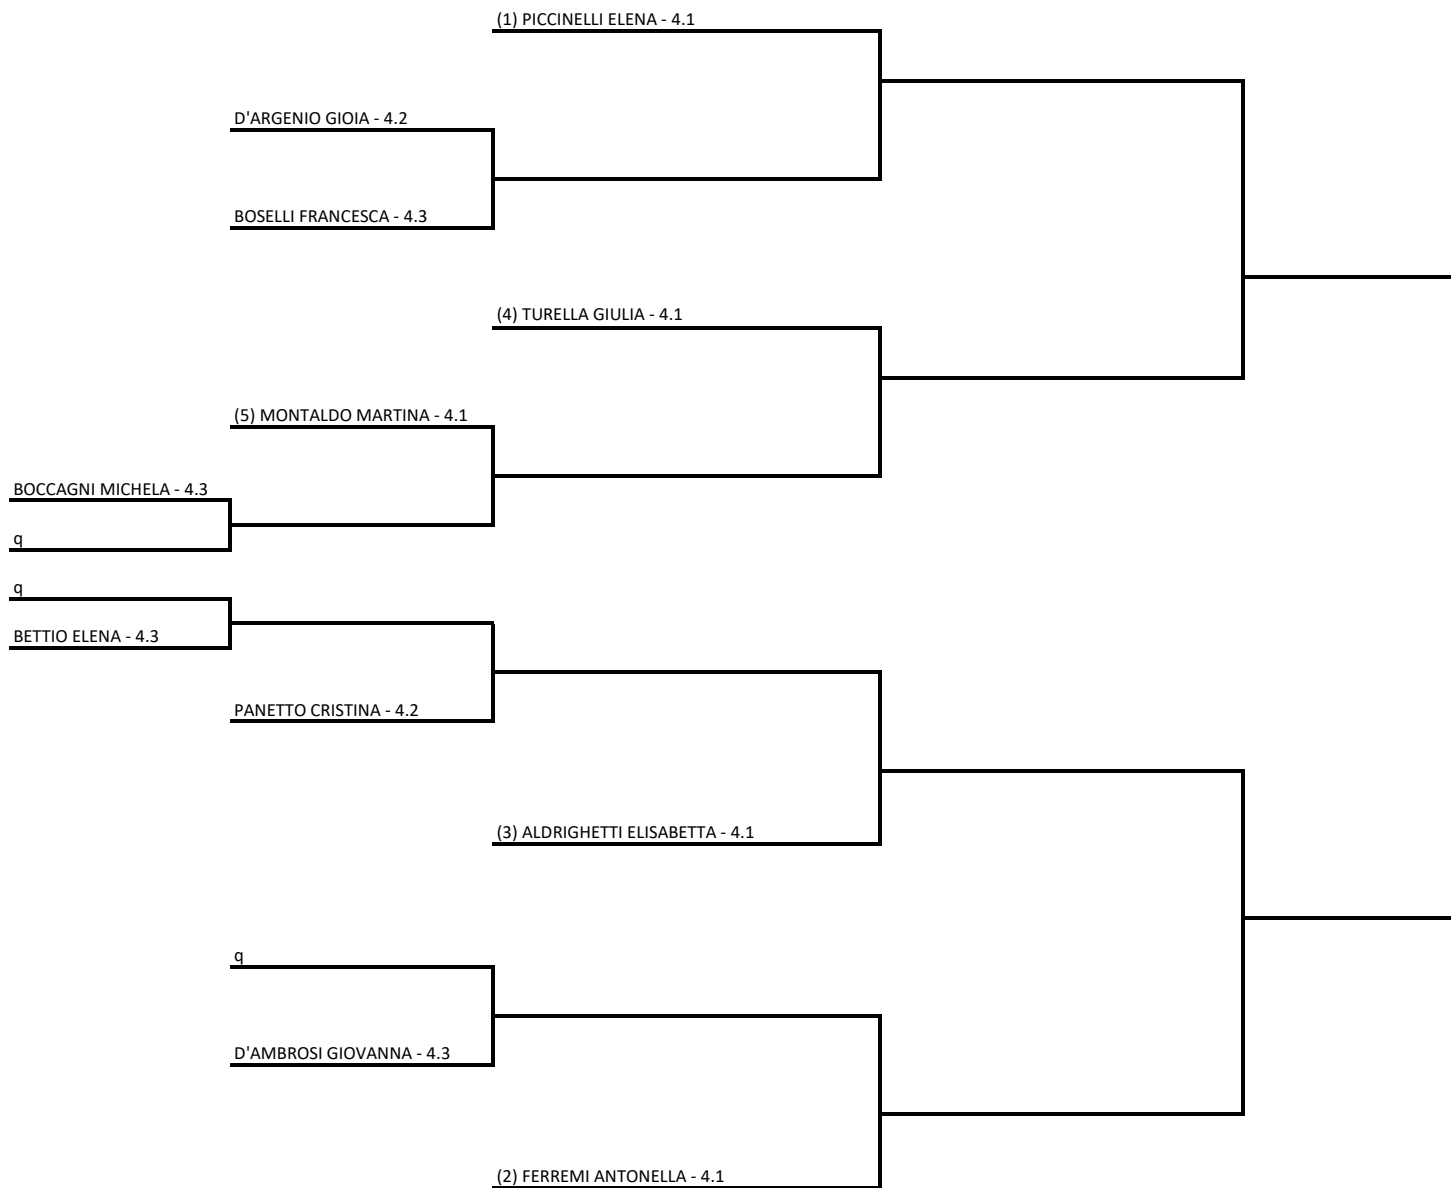 (1) PICCINELLI ELENA - 4.1
D'ARGENIO GIOIA - 4.2
BOSELLI FRANCESCA - 4.3
(4) TURELLA GIULIA - 4.1
(5) MONTALDO MARTINA - 4.1
BOCCAGNI MICHELA - 4.3
q
q
BETTIO ELENA - 4.3
PANETTO CRISTINA - 4.2
(3) ALDRIGHETTI ELISABETTA - 4.1
q
D'AMBROSI GIOVANNA - 4.3
(2) FERREMI ANTONELLA - 4.1